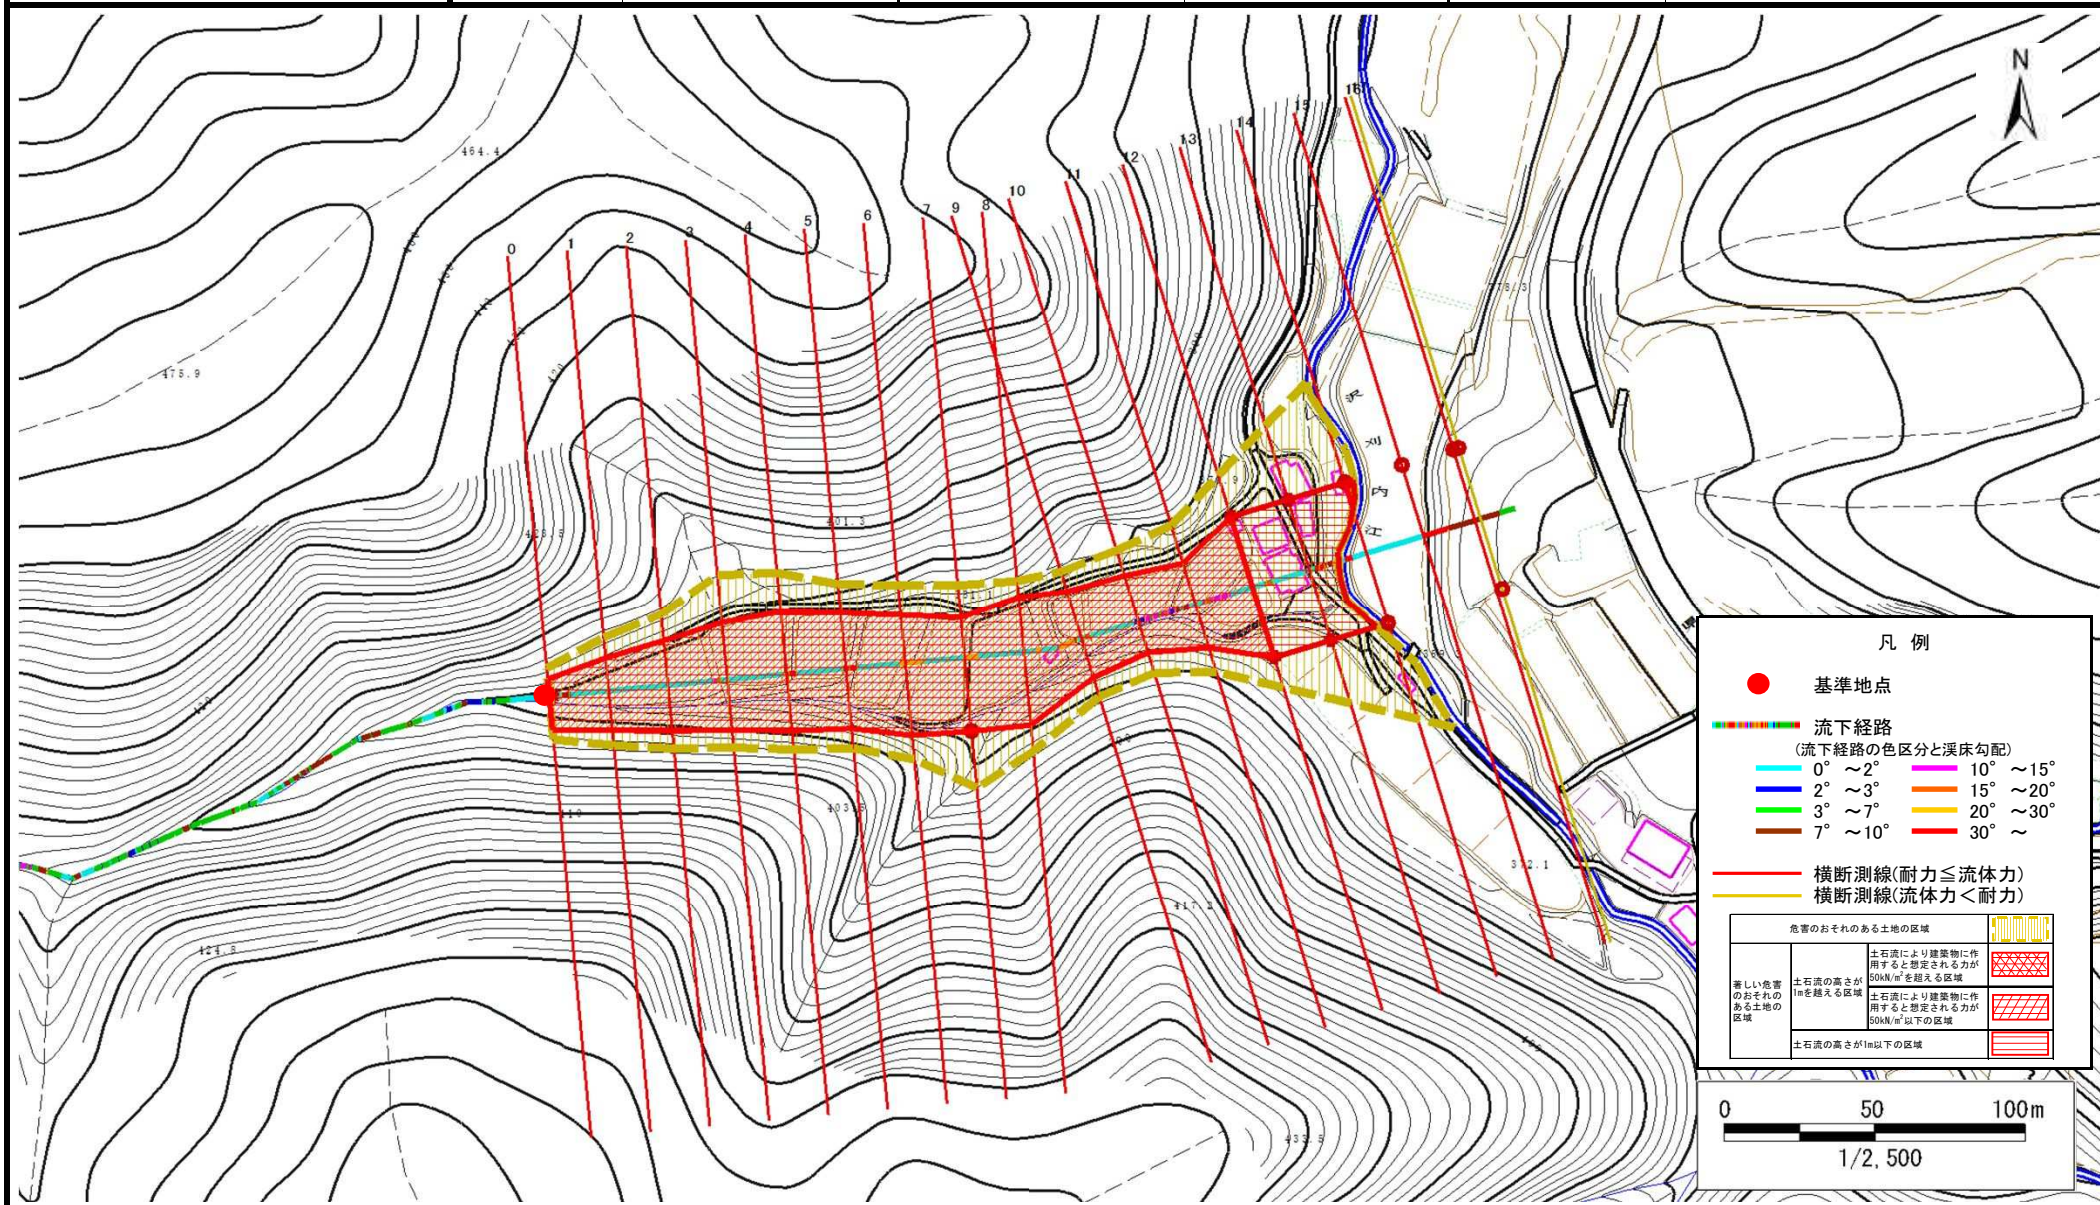 N
464.4
475.9
0
1
2
3
4
5
6
7
9
8
10
11
12
13
14
15
16
420
428.5
401.3
410
403.5
424.8
417.2
433.5
372.1
沢
刈
内
江
凡 例
基準地点
流下経路
(流下経路の色区分と渓床勾配)
0° ～2°
10° ～15°
2° ～3°
15° ～20°
3° ～7°
20° ～30°
7° ～10°
30° ～
横断測線(耐力≦流体力)
横断測線(流体力＜耐力)
危害のおそれのある土地の区域
著しい危害
のおそれの
ある土地の
区域
土石流の高さが
1mを越える区域
土石流により建築物に作
用すると想定される力が
50kN/m²を超える区域
土石流により建築物に作
用すると想定される力が
50kN/m²以下の区域
土石流の高さが1m以下の区域
0 50 100m
1/2,500